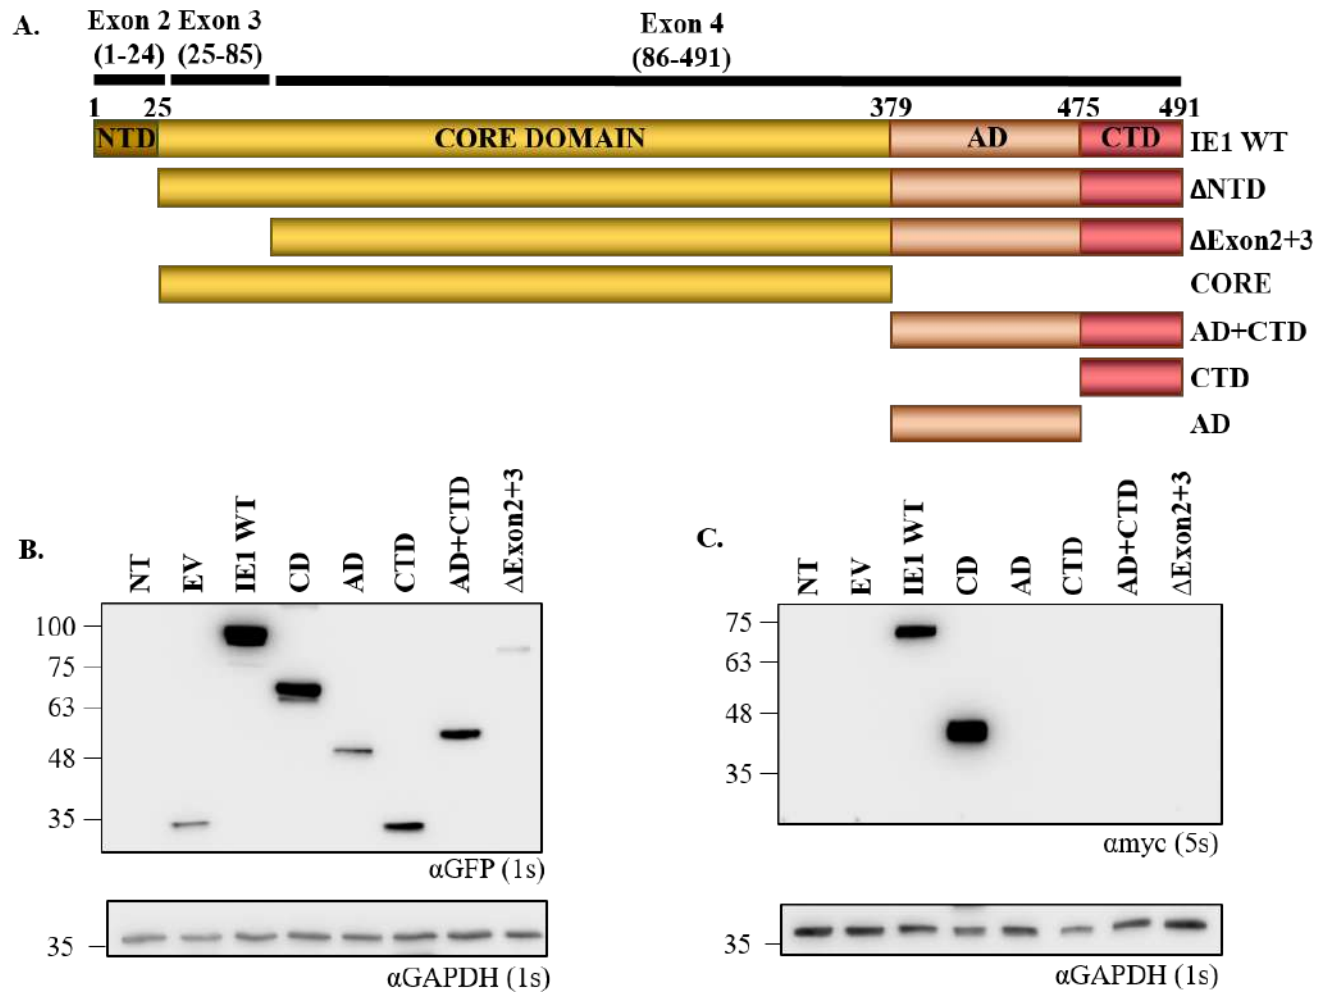 A.
Exon 2 Exon 3 Exon 4
(1-24) (25-85) (86-491)
1 25 379 475 491
NTD CORE DOMAIN AD CTD IE1 WT
ΔNTD
ΔExon2+3
CORE
AD+CTD
CTD
AD
B.
NT EV IE1 WT CD AD CTD AD+CTD ΔExon2+3
100
75
63
48
35
αGFP (1s)
35
αGAPDH (1s)
C.
NT EV IE1 WT CD AD CTD AD+CTD ΔExon2+3
75
63
48
35
αmyc (5s)
35
αGAPDH (1s)